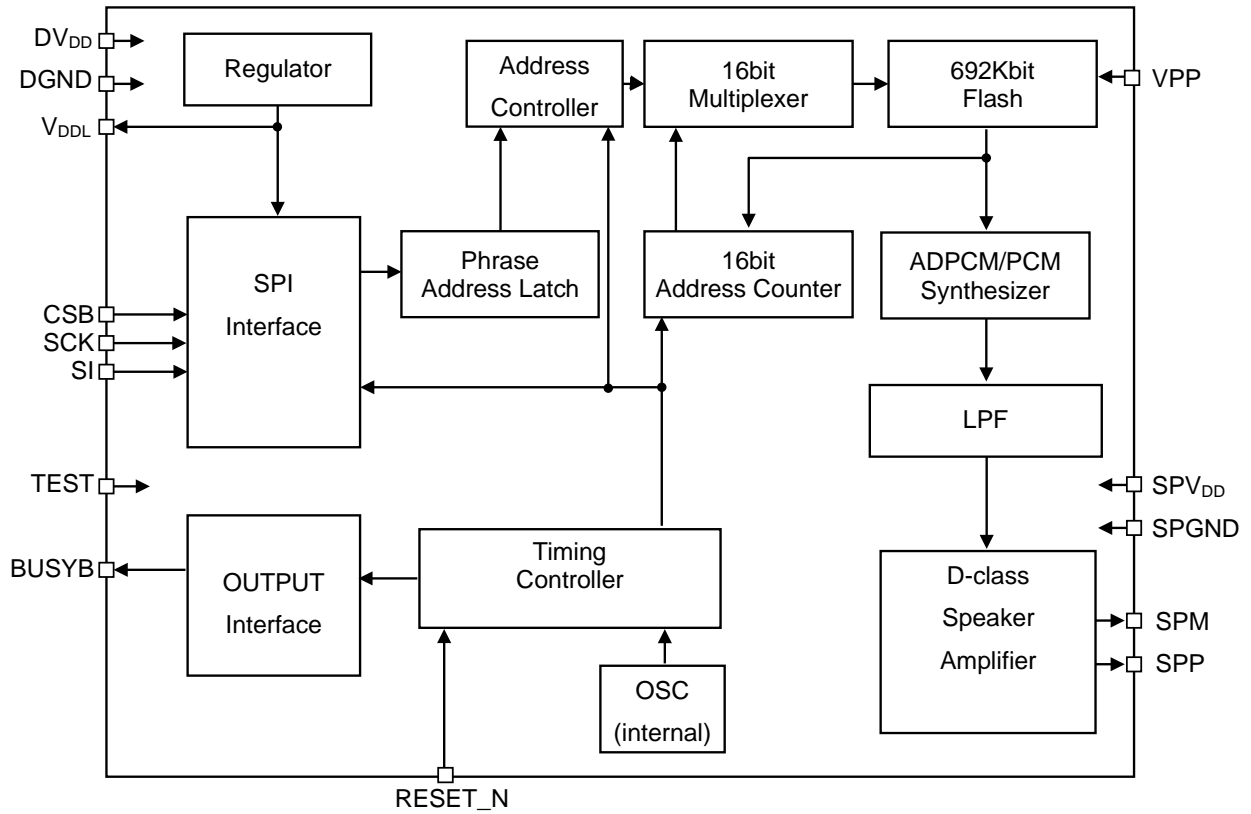 DVDD
DGND
VDDL
CSB
SCK
SI
TEST
BUSYB
Regulator
SPI
Interface
OUTPUT
Interface
Address
Controller
Phrase
Address Latch
16bit
Multiplexer
16bit
Address Counter
Timing
Controller
OSC
(internal)
RESET_N
692Kbit
Flash
ADPCM/PCM
Synthesizer
LPF
D-class
Speaker
Amplifier
VPP
SPVDD
SPGND
SPM
SPP